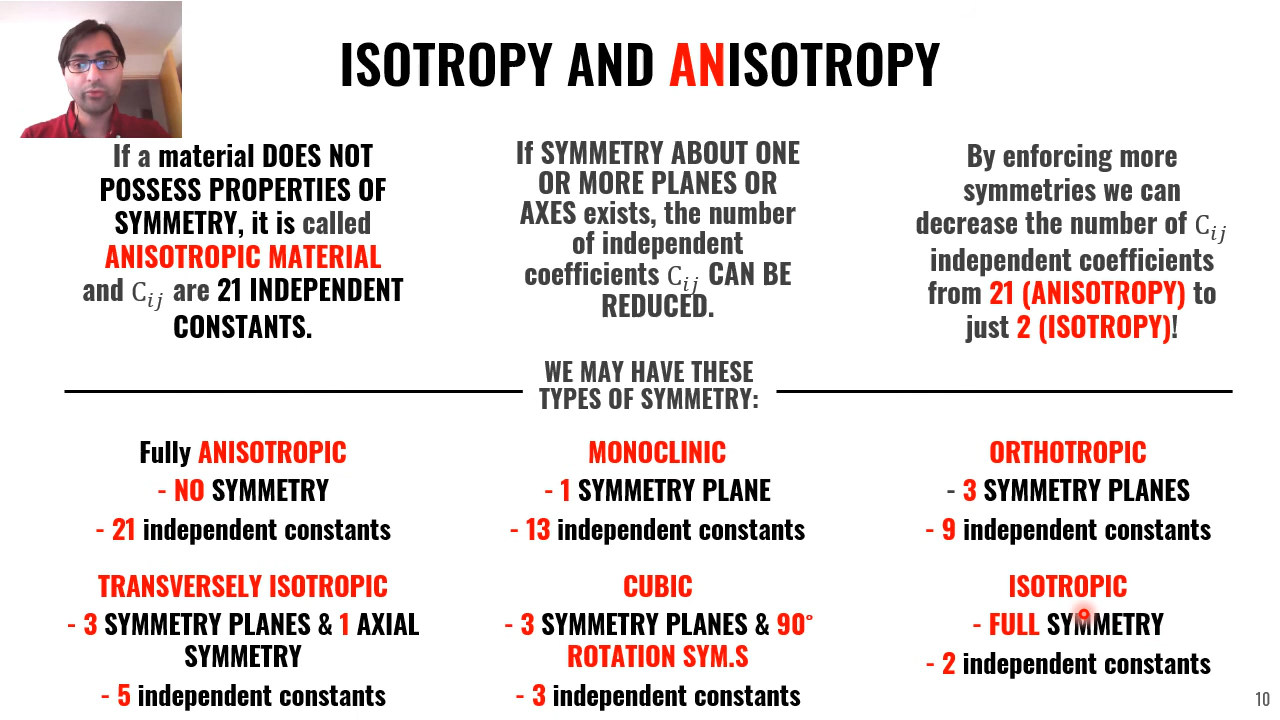 ISOTROPY AND ANISOTROPY
If a material DOES NOT
POSSESS PROPERTIES OF
SYMMETRY, it is called
ANISOTROPIC MATERIAL
and C𝑖𝑗 are 21 INDEPENDENT
CONSTANTS.
If SYMMETRY ABOUT ONE
OR MORE PLANES OR
AXES exists, the number
of independent
coefficients C𝑖𝑗 CAN BE
REDUCED.
By enforcing more
symmetries we can
decrease the number of C𝑖𝑗
independent coefficients
from 21 (ANISOTROPY) to
just 2 (ISOTROPY)!
WE MAY HAVE THESE
TYPES OF SYMMETRY:
Fully ANISOTROPIC
- NO SYMMETRY
- 21 independent constants
MONOCLINIC
- 1 SYMMETRY PLANE
- 13 independent constants
ORTHOTROPIC
- 3 SYMMETRY PLANES
- 9 independent constants
TRANSVERSELY ISOTROPIC
- 3 SYMMETRY PLANES & 1 AXIAL
SYMMETRY
- 5 independent constants
CUBIC
- 3 SYMMETRY PLANES & 90°
ROTATION SYM.S
- 3 independent constants
ISOTROPIC
- FULL SYMMETRY
- 2 independent constants
10